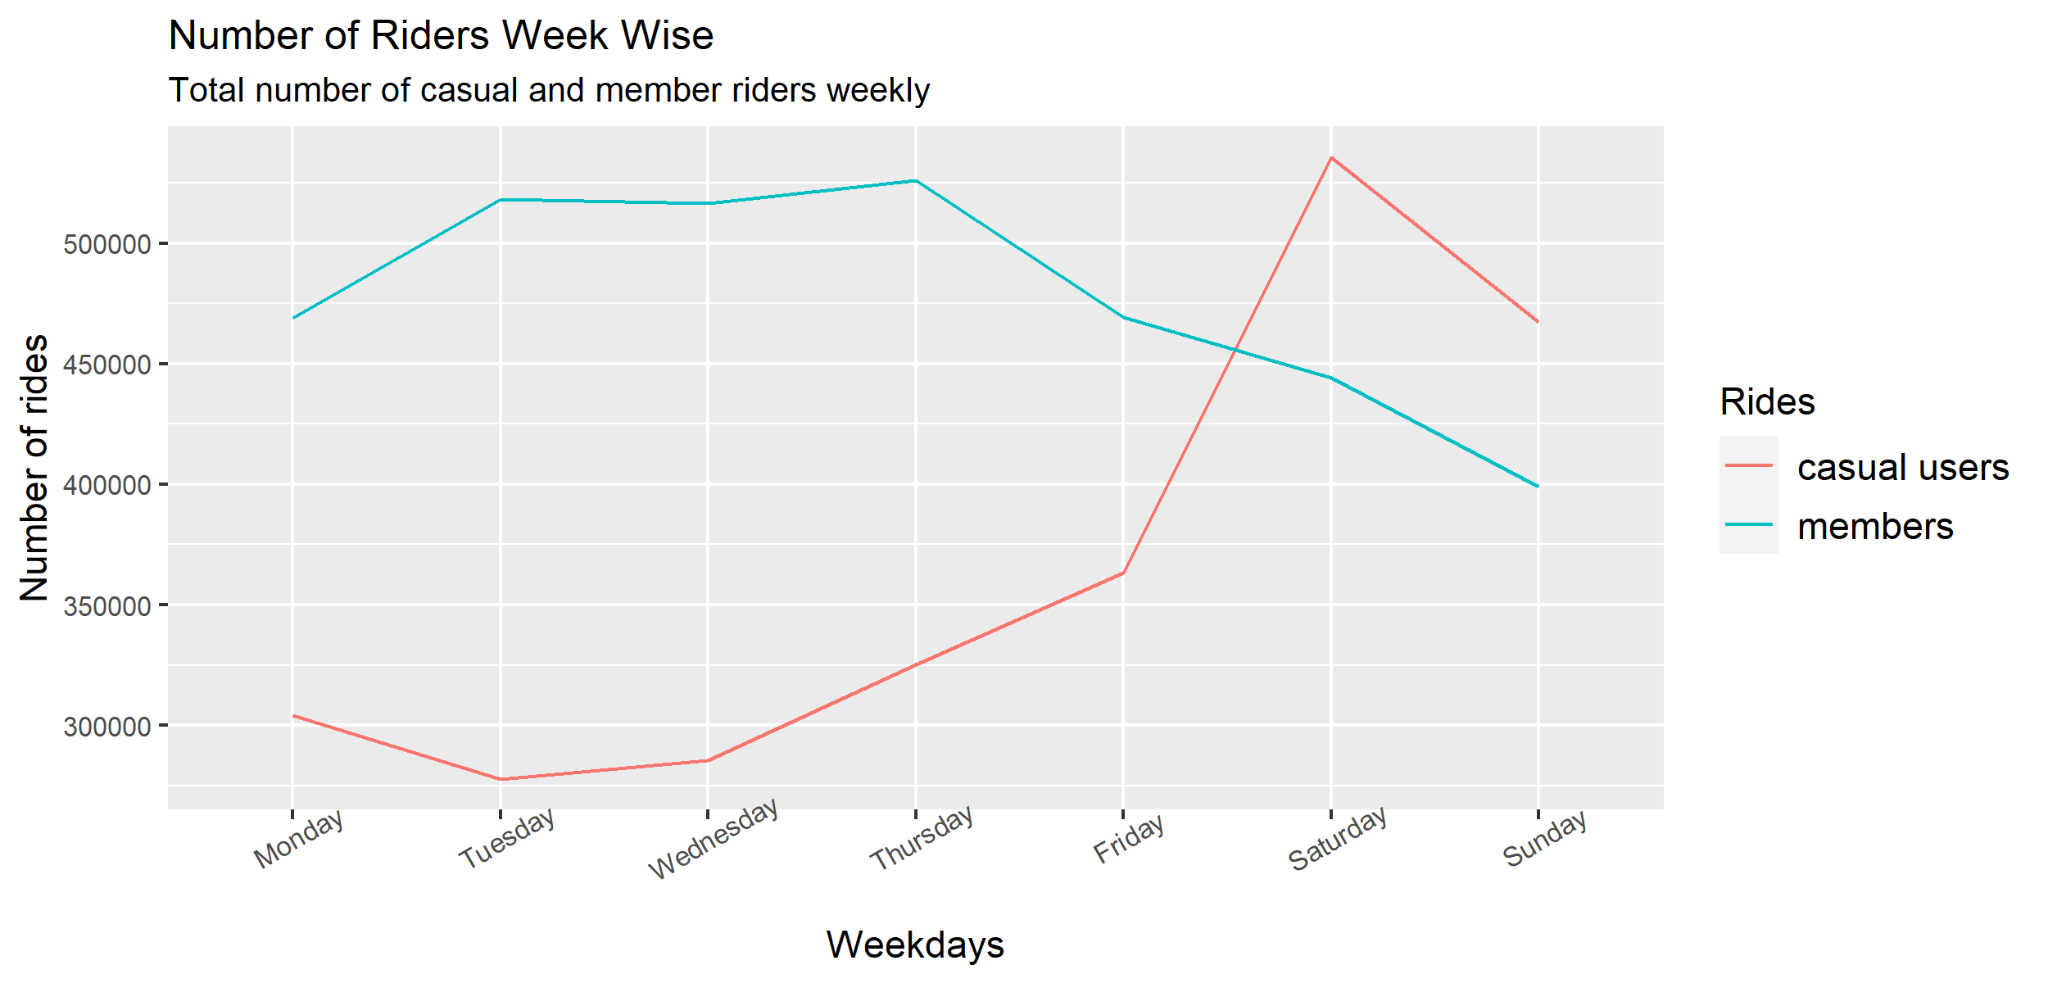 Number of Riders Week Wise
Total number of casual and member riders weekly
Number of rides
500000
450000
400000
350000
300000
Monday
Tuesday
Wednesday
Thursday
Friday
Saturday
Sunday
Weekdays
Rides
casual users
members